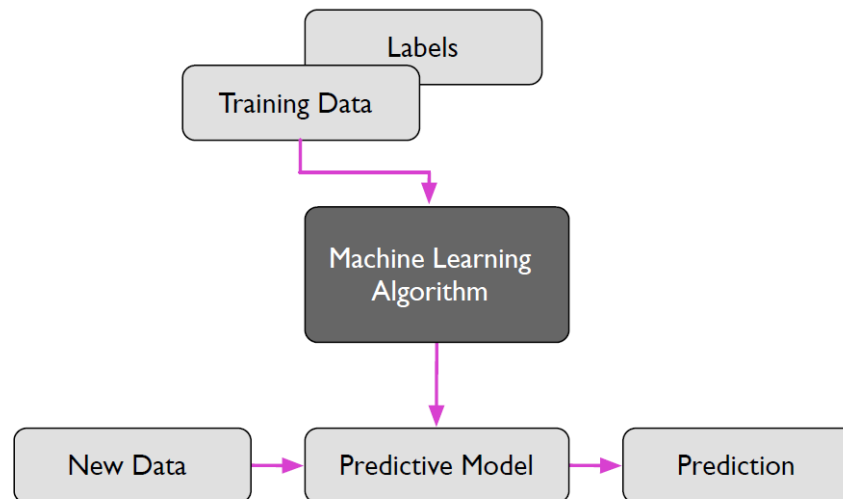 Labels
Training Data
Machine Learning
Algorithm
New Data
Predictive Model
Prediction